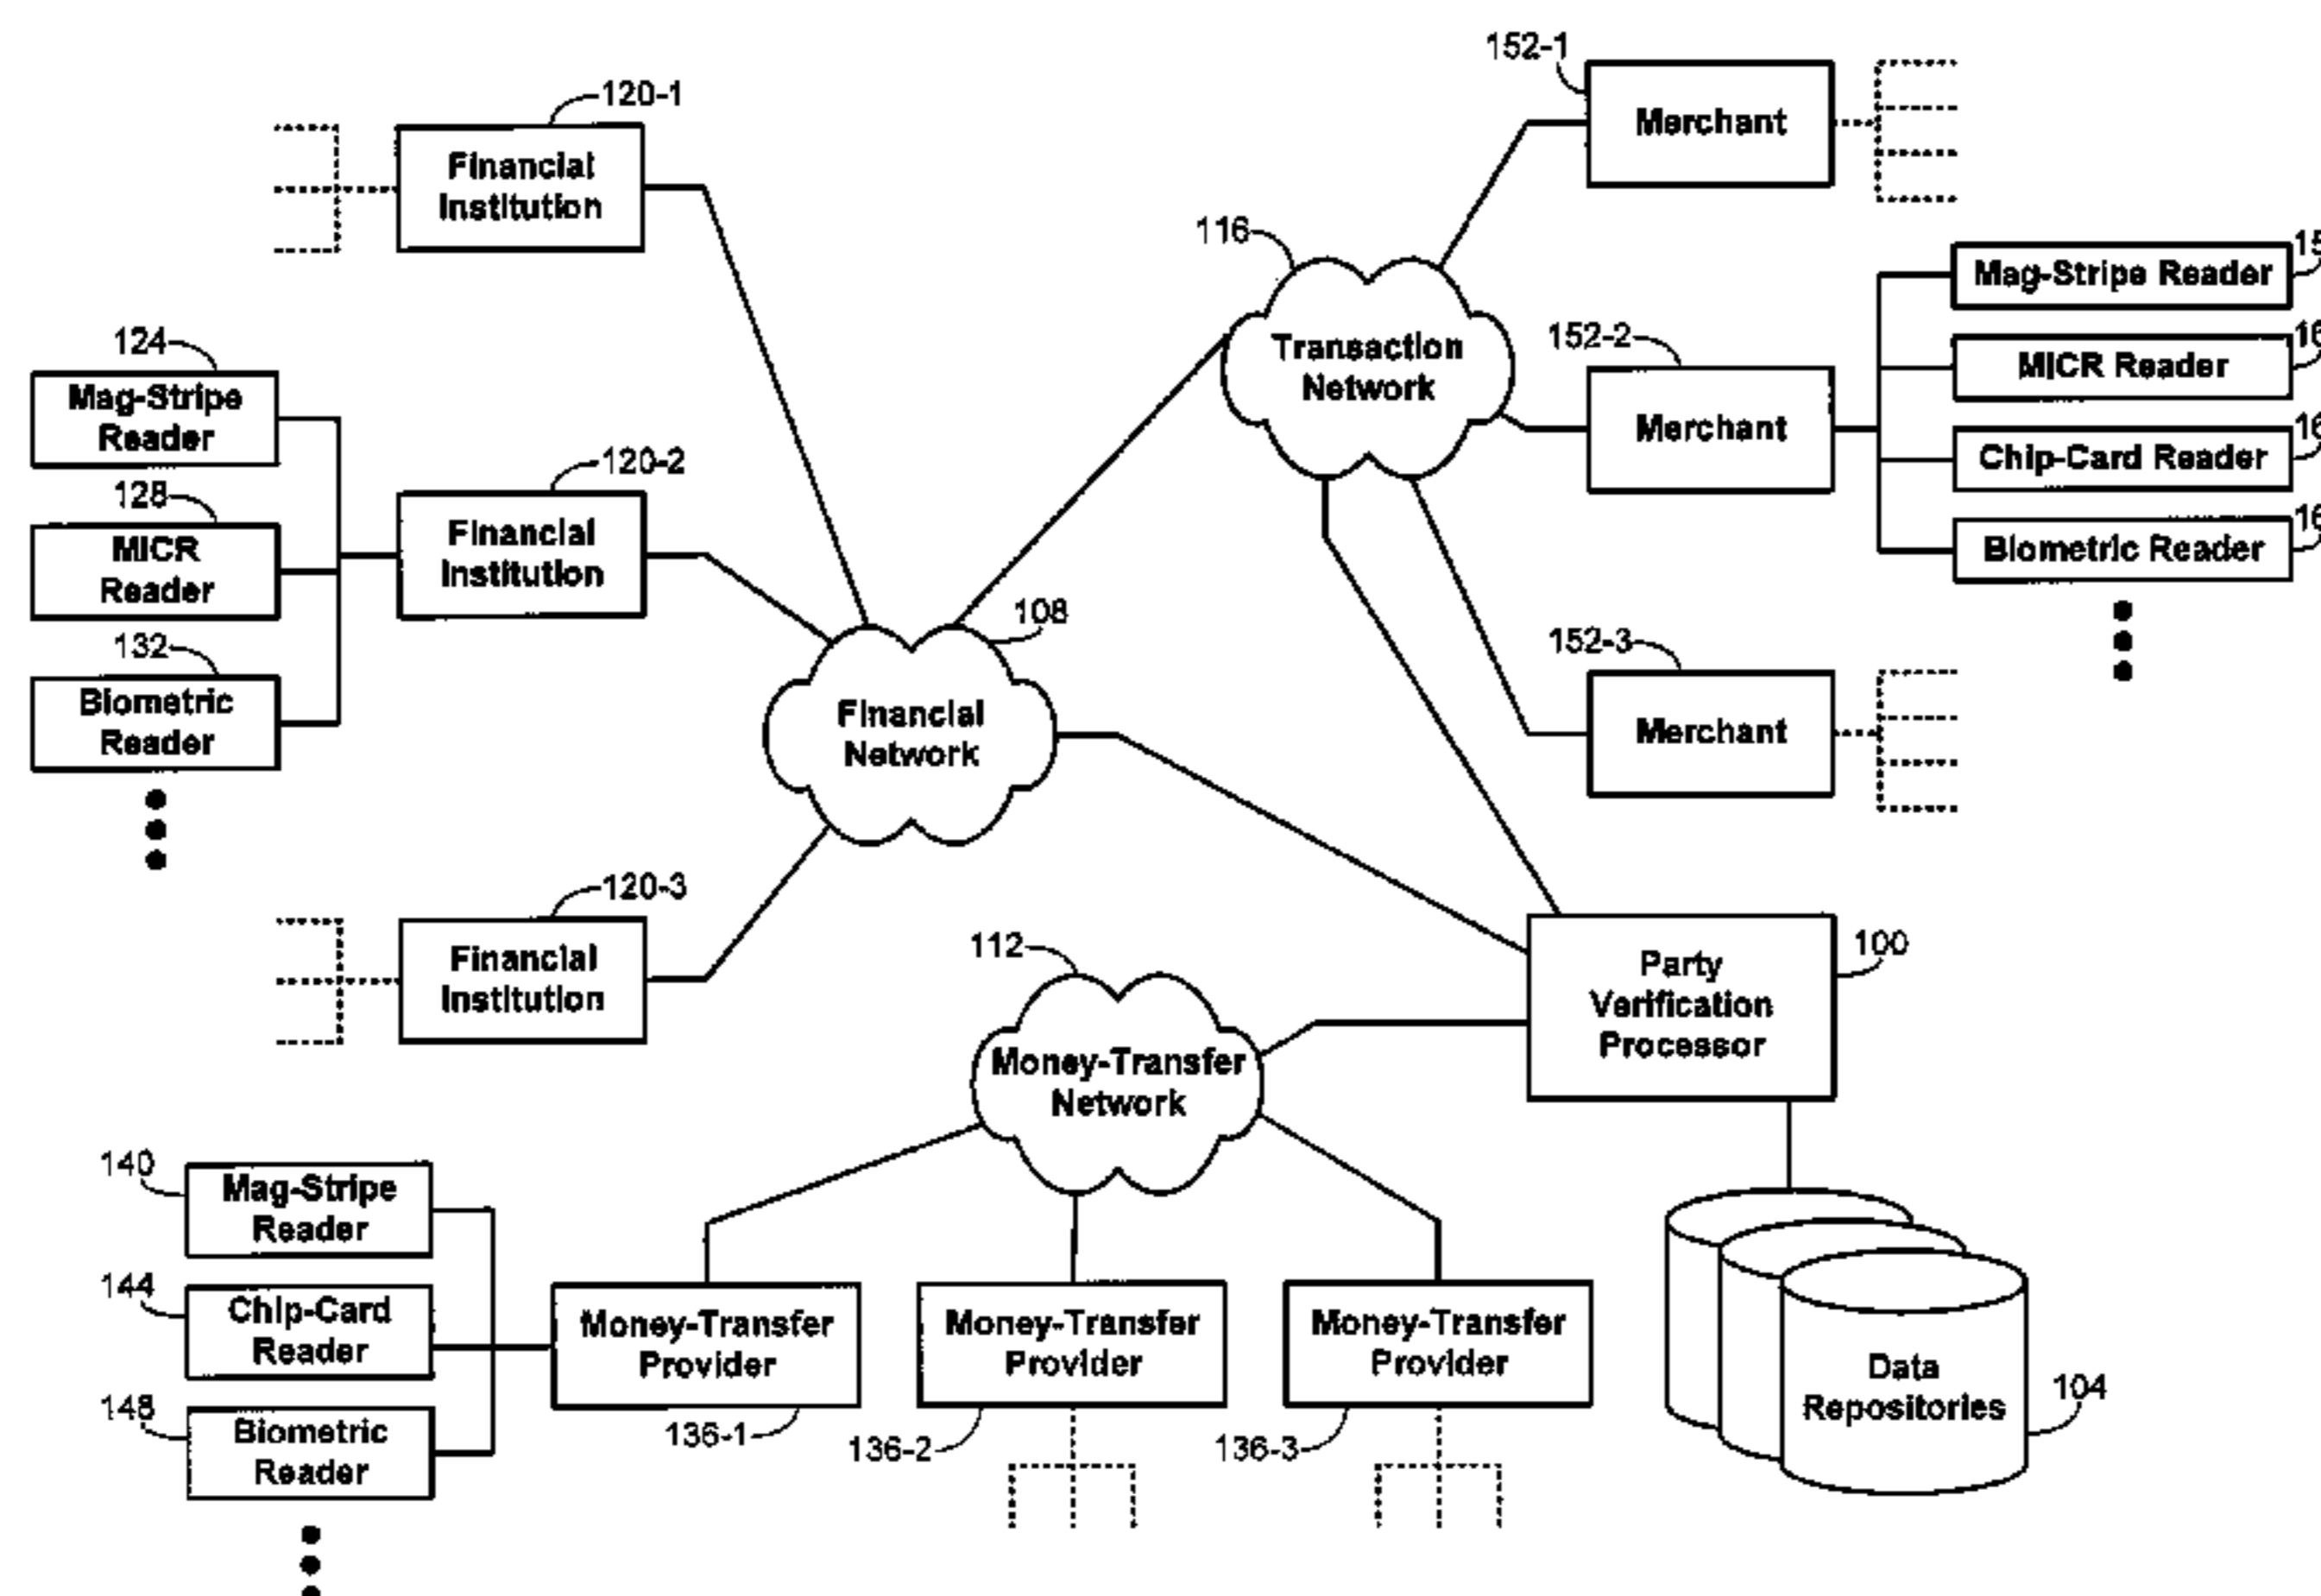 152-1
120-1
Merchant
Financial
Institution
116
Mag-Stripe Reader
124
Transaction
Network
152-2
MICR Reader
Mag-Stripe
Reader
Merchant
120-2
Chip-Card Reader
128
Financial
Institution
MICR
Reader
Biometric Reader
108
132
152-3
Biometric
Reader
Financial
Network
Merchant
120-3
112
100
Financial
Institution
Party
Verification
Processor
Money-Transfer
Network
140
Mag-Stripe
Reader
144
Chip-Card
Reader
Money-Transfer
Provider
Money-Transfer
Provider
Money-Transfer
Provider
Data
Repositories
104
148
Biometric
Reader
136-1
136-2
136-3